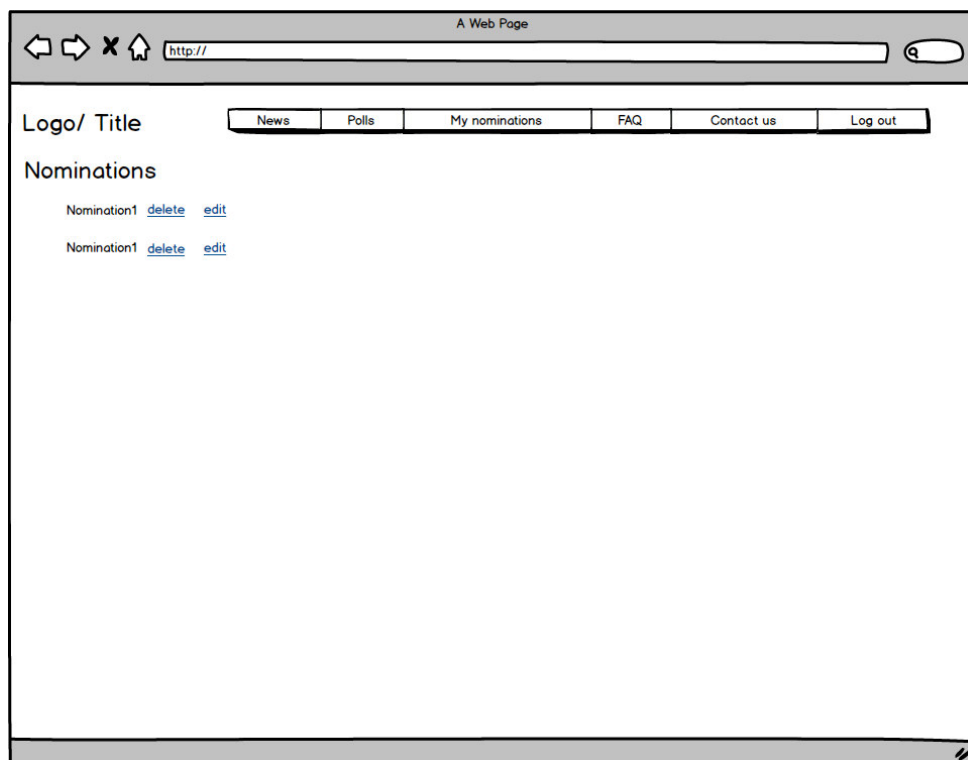 A Web Page
http://
Logo/ Title
News Polls My nominations FAQ Contact us Log out
Nominations
Nomination1 delete edit
Nomination1 delete edit